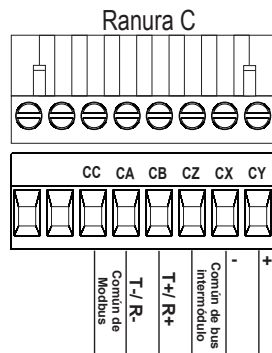 Ranura C
CC CA CB CZ CX CY
Común de
Modbus
T-/ R-
T+/ R+
Común de bus
intermódulo
-
+